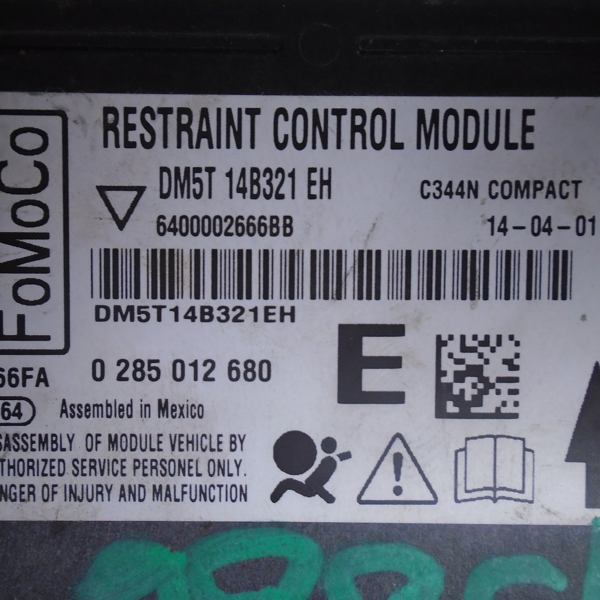 FoMoCo
RESTRAINT CONTROL MODULE
DM5T 14B321 EH
C344N COMPACT
6400002666BB
14-04-01
DM5T14B321EH
66FA
0 285 012 680
E
64
Assembled in Mexico
SASSEMBLY OF MODULE VEHICLE BY
THORIZED SERVICE PERSONEL ONLY.
NGER OF INJURY AND MALFUNCTION